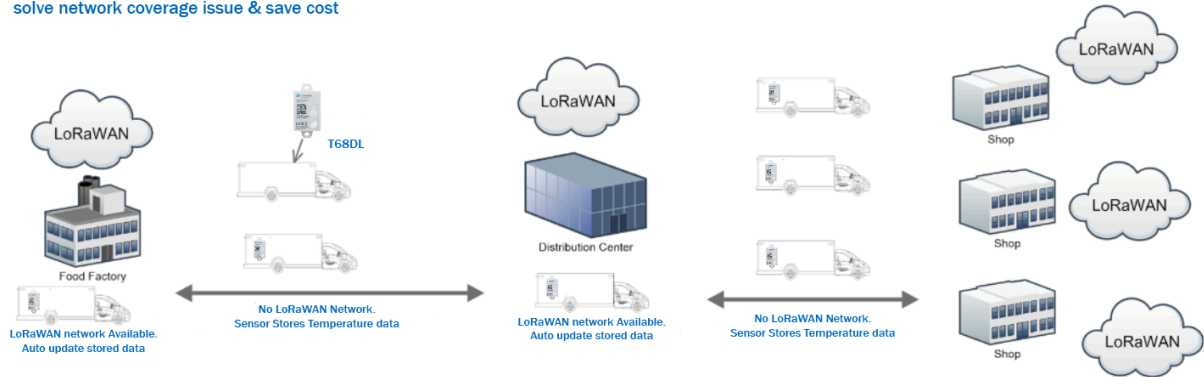 solve network coverage issue & save cost
LoRaWAN
T68DL
Food Factory
LoRaWAN network Available.
Auto update stored data
No LoRaWAN Network.
Sensor Stores Temperature data
LoRaWAN
Distribution Center
LoRaWAN network Available.
Auto update stored data
No LoRaWAN Network.
Sensor Stores Temperature data
LoRaWAN
Shop
LoRaWAN
Shop
LoRaWAN
Shop